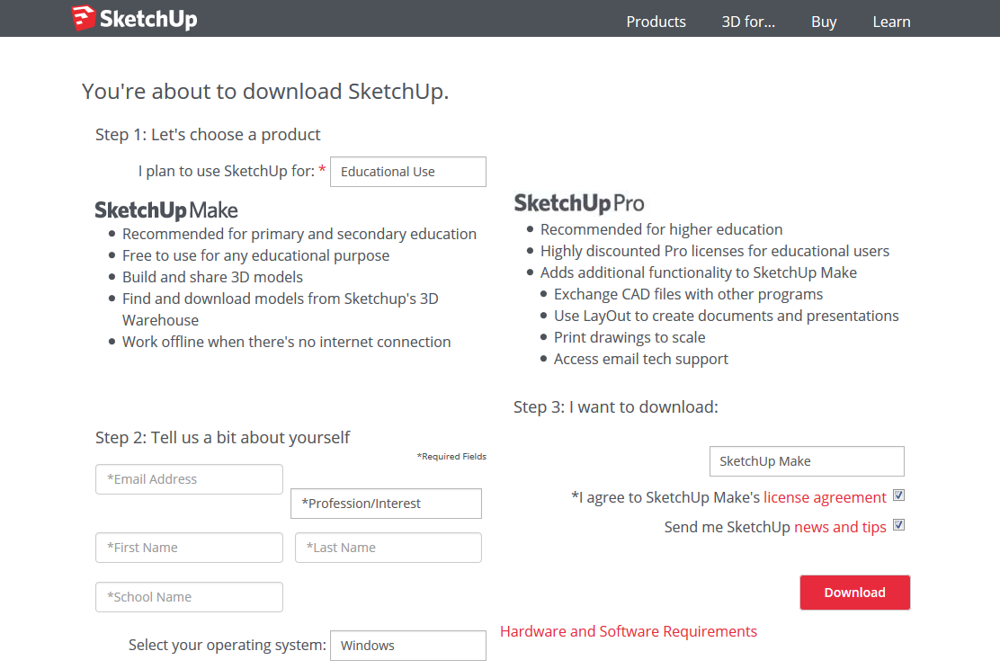 SketchUp
Products 3D for... Buy Learn
You're about to download SketchUp.
Step 1: Let's choose a product
I plan to use SketchUp for: * Educational Use
SketchUp Make
Recommended for primary and secondary education
Free to use for any educational purpose
Build and share 3D models
Find and download models from Sketchup's 3D
Warehouse
Work offline when there's no internet connection
SketchUp Pro
Recommended for higher education
Highly discounted Pro licenses for educational users
Adds additional functionality to SketchUp Make
Exchange CAD files with other programs
Use LayOut to create documents and presentations
Print drawings to scale
Access email tech support
Step 2: Tell us a bit about yourself
*Required Fields
*Email Address
*Profession/Interest
*First Name *Last Name
*School Name
Select your operating system: Windows
Step 3: I want to download:
SketchUp Make
*I agree to SketchUp Make's license agreement
Send me SketchUp news and tips
Download
Hardware and Software Requirements